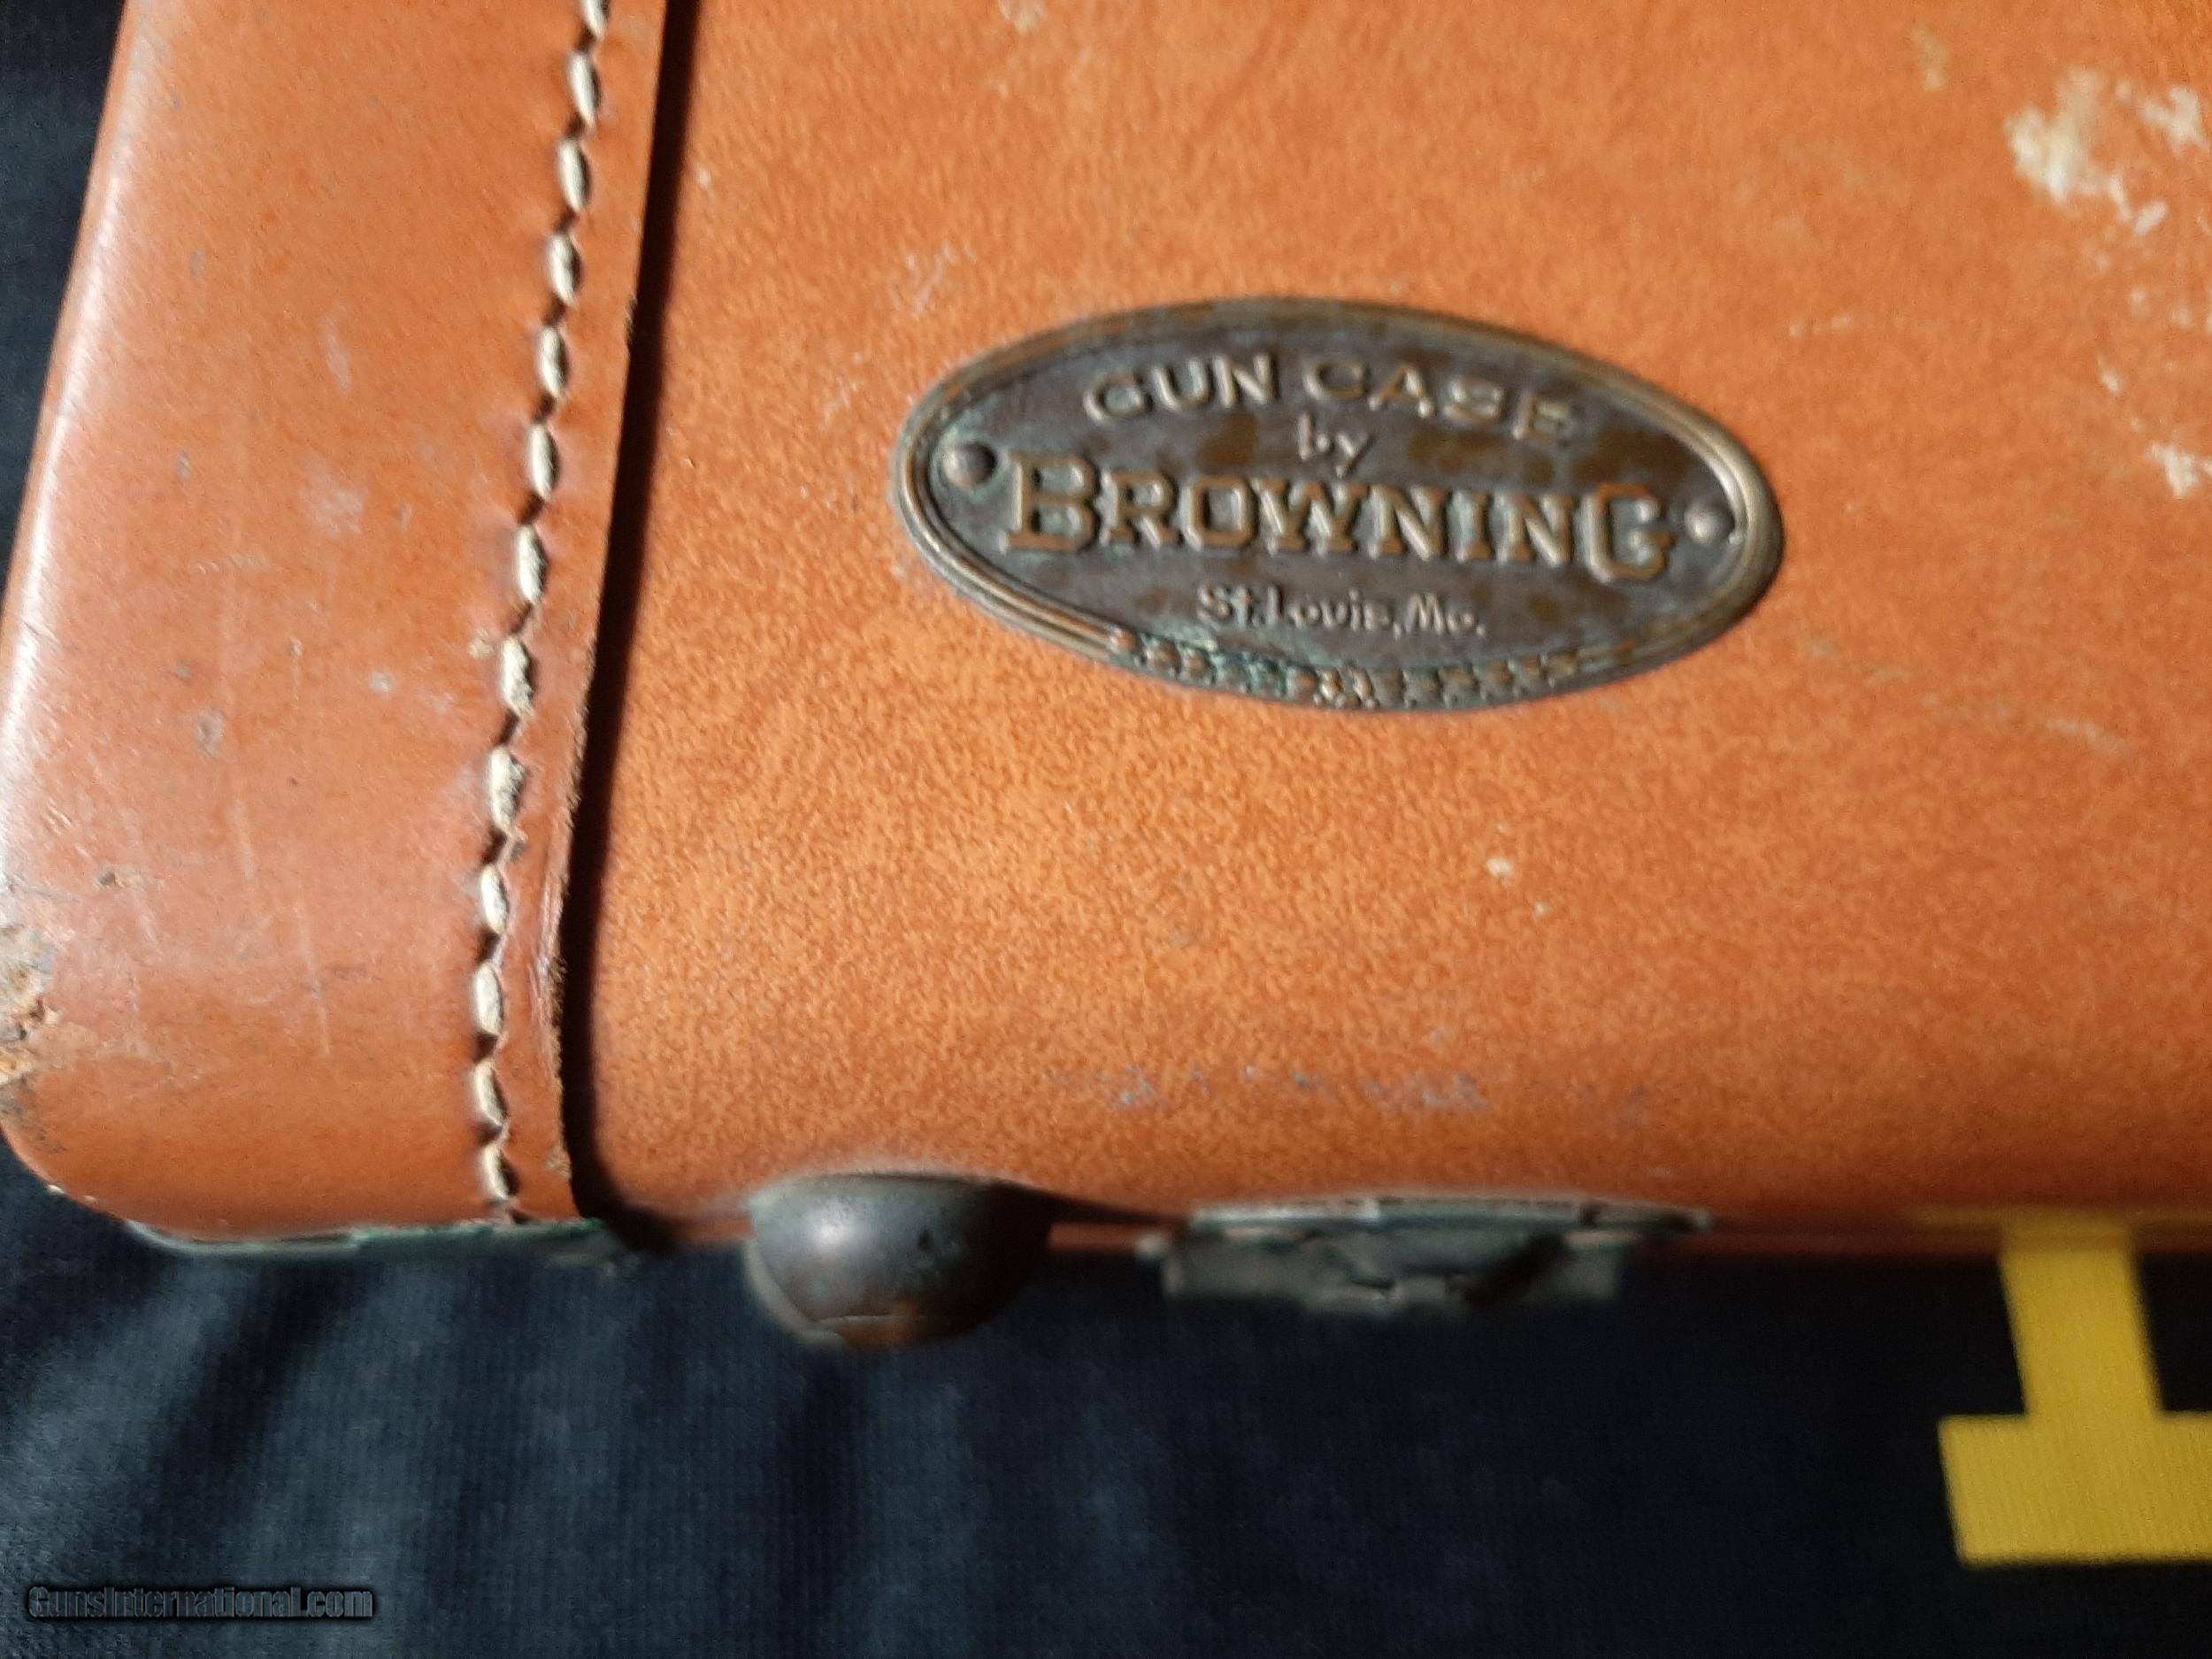 GUN CASE
by
BROWNING
St. Louis, Mo.
GunsInternational.com